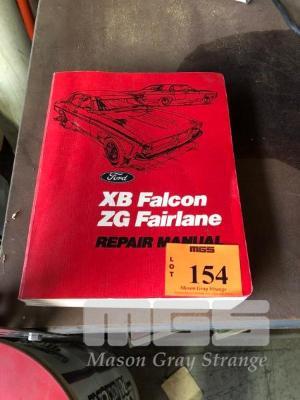 Ford
XB Falcon
ZG Fairlane
REPAIR MANUAL
MGS
LOT
154
Mason Gray Strange
MGS
Mason Gray Strange